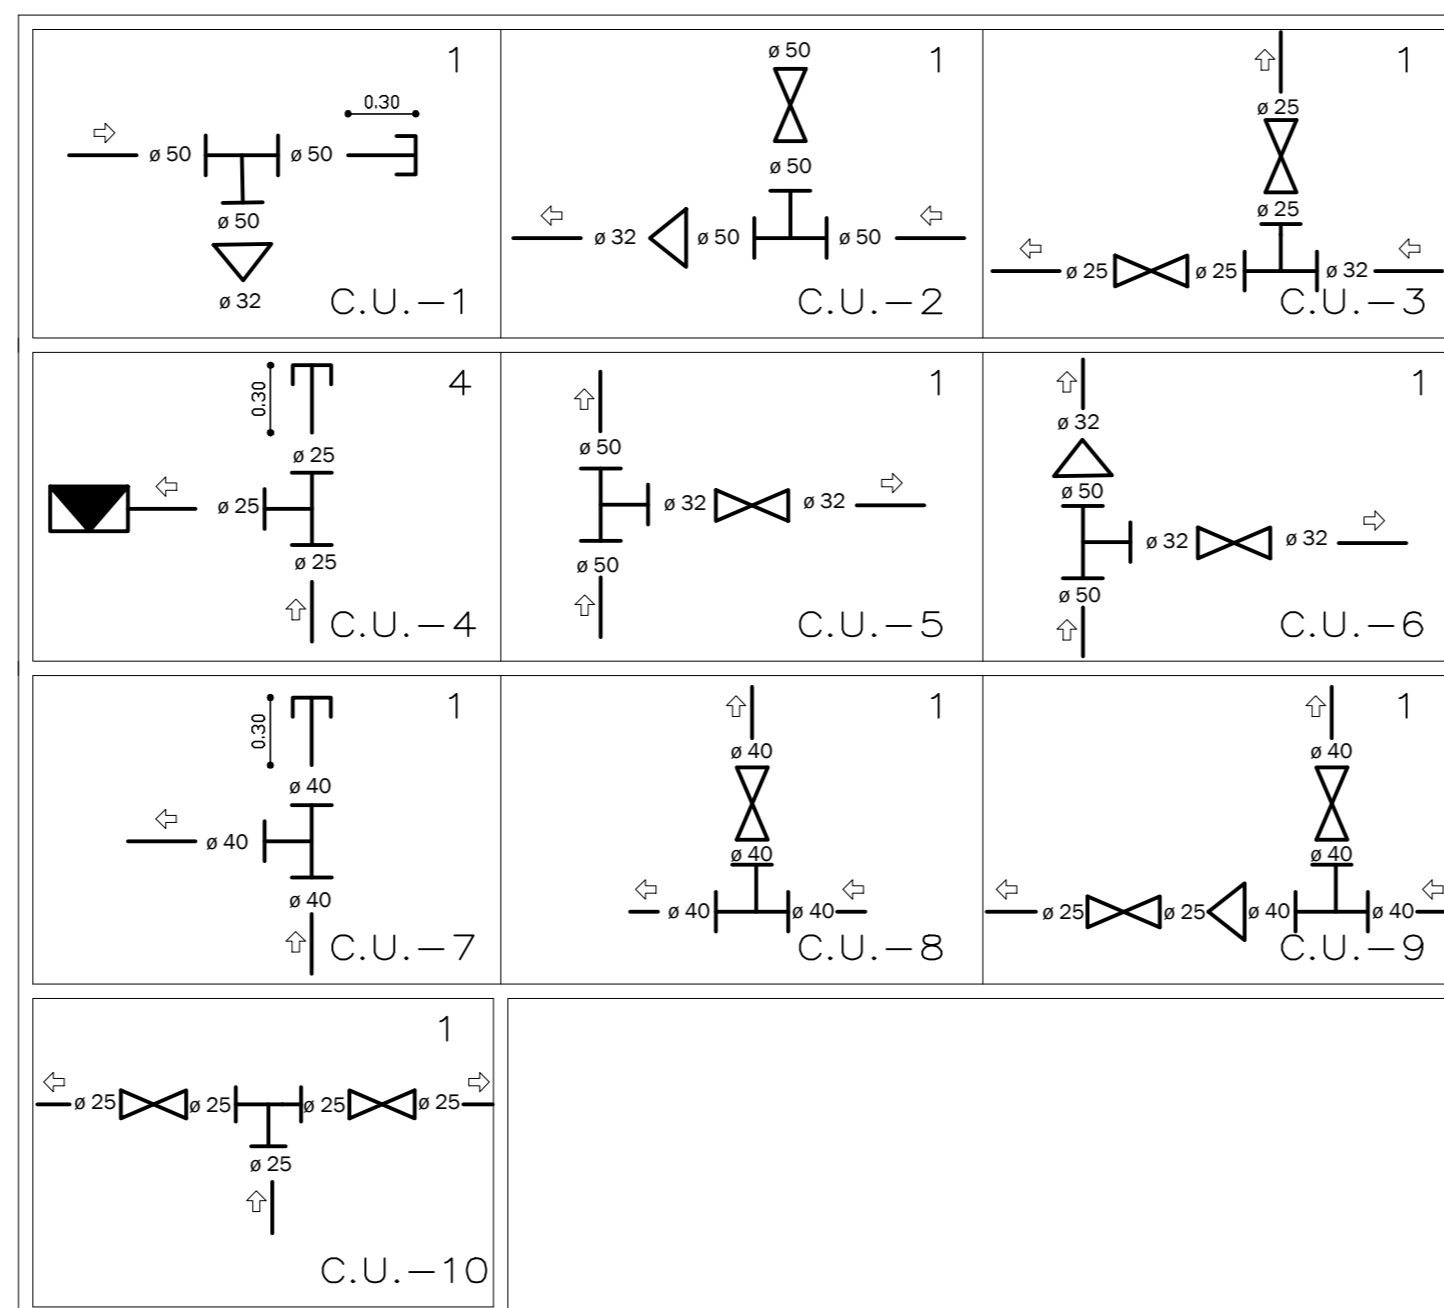 1
0.30
ø 50 ø 50
ø 50
ø 32
C.U.-1
1
ø 50
ø 50
ø 32 ø 50 ø 50
C.U.-2
1
ø 25
ø 25
ø 25 ø 25 ø 32
C.U.-3
4
0.30
ø 25
ø 25
ø 25
C.U.-4
1
ø 50
ø 32 ø 32
ø 50
C.U.-5
1
ø 32
ø 50
ø 32 ø 32
ø 50
C.U.-6
1
0.30
ø 40
ø 40
ø 40
C.U.-7
1
ø 40
ø 40
ø 40 ø 40
C.U.-8
1
ø 40
ø 40
ø 25 ø 25 ø 40 ø 40
C.U.-9
1
ø 25 ø 25 ø 25 ø 25
ø 25
C.U.-10